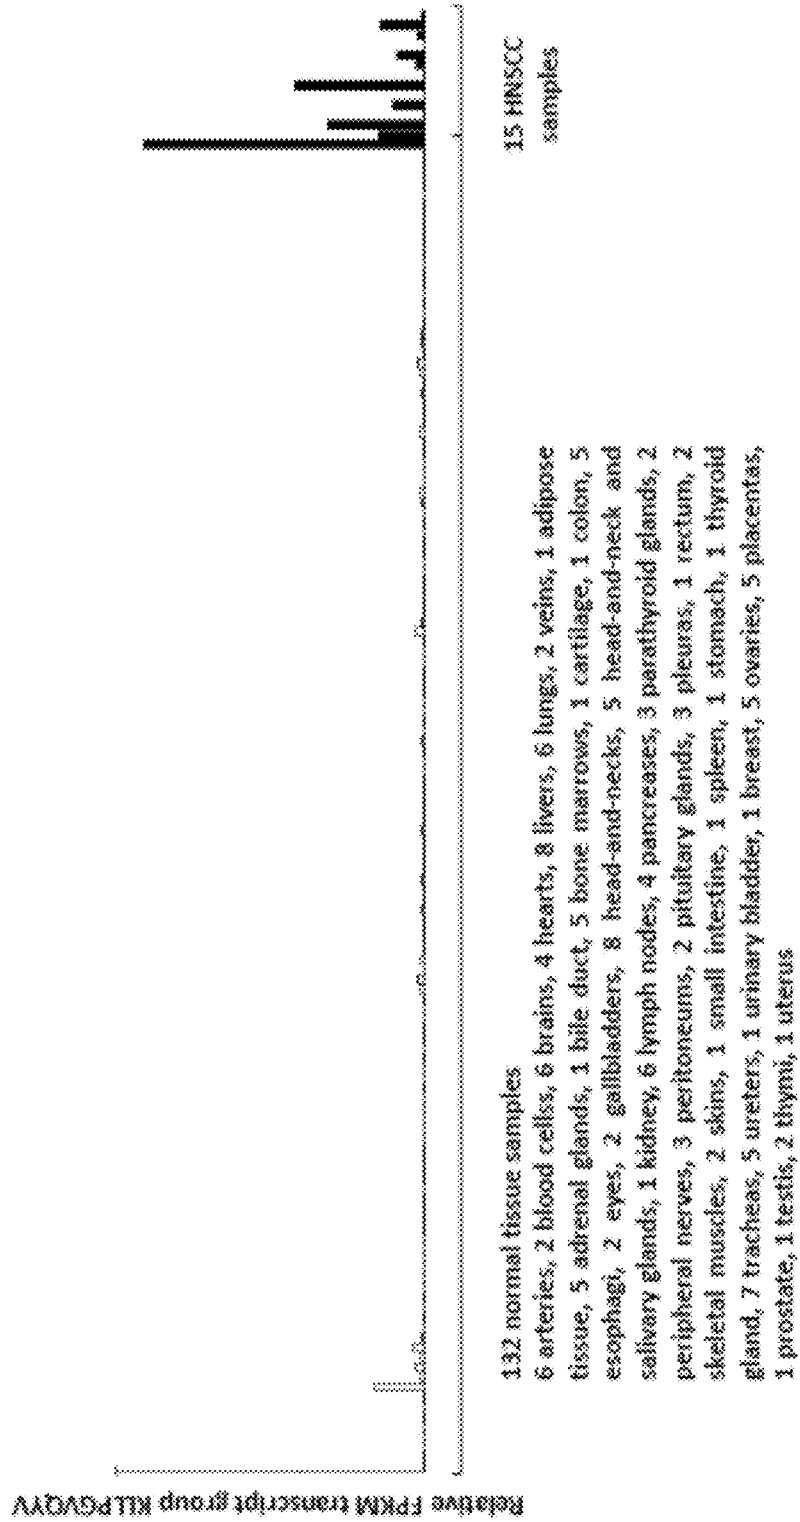 Relative FPKM transcript group KLLPGVQYV
132 normal tissue samples
6 arteries, 2 blood cellss, 6 brains, 4 hearts, 8 livers, 6 lungs, 2 veins, 1 adipose
tissue, 5 adrenal glands, 1 bile duct, 5 bone marrows, 1 cartilage, 1 colon, 5
esophagi, 2 eyes, 2 gallbladders, 8 head-and-necks, 5 head-and-neck and
salivary glands, 1 kidney, 6 lymph nodes, 4 pancreases, 3 parathyroid glands, 2
peripheral nerves, 3 peritoneums, 2 pituitary glands, 3 pleuras, 1 rectum, 2
skeletal muscles, 2 skins, 1 small intestine, 1 spleen, 1 stomach, 1 thyroid
gland, 7 tracheas, 5 ureters, 1 urinary bladder, 1 breast, 5 ovaries, 5 placentas,
1 prostate, 1 testis, 2 thymi, 1 uterus
15 HNSCC
samples